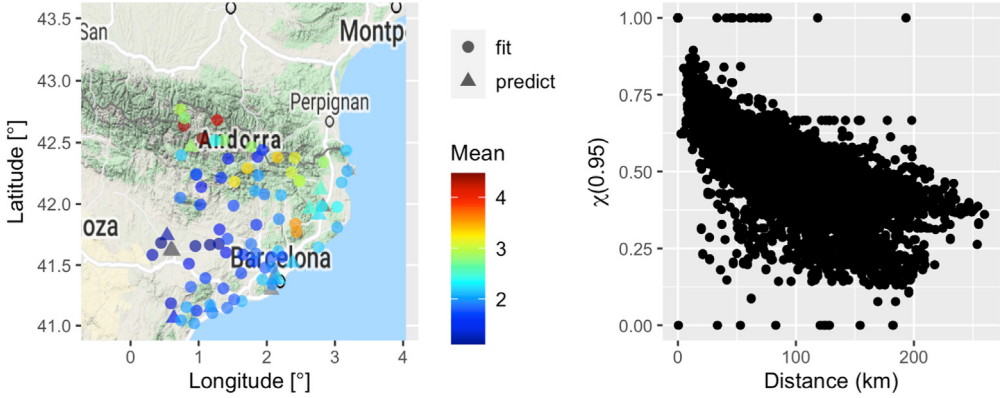 43.5
43.0
42.5
42.0
41.5
41.0
Latitude [°]
0
1
2
3
4
Longitude [°]
San
Montp
Perpignan
Andorra
oza
Barcelona
fit
predict
Mean
4
3
2
1.00
0.75
0.50
0.25
0.00
χ(0.95)
0
100
200
Distance (km)